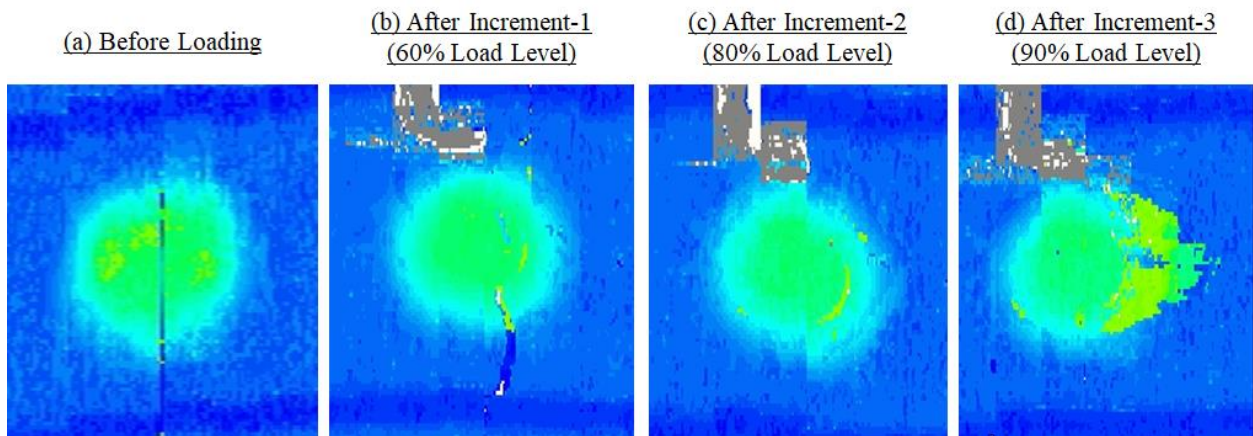 (a) Before Loading
(b) After Increment-1
(60% Load Level)
(c) After Increment-2
(80% Load Level)
(d) After Increment-3
(90% Load Level)